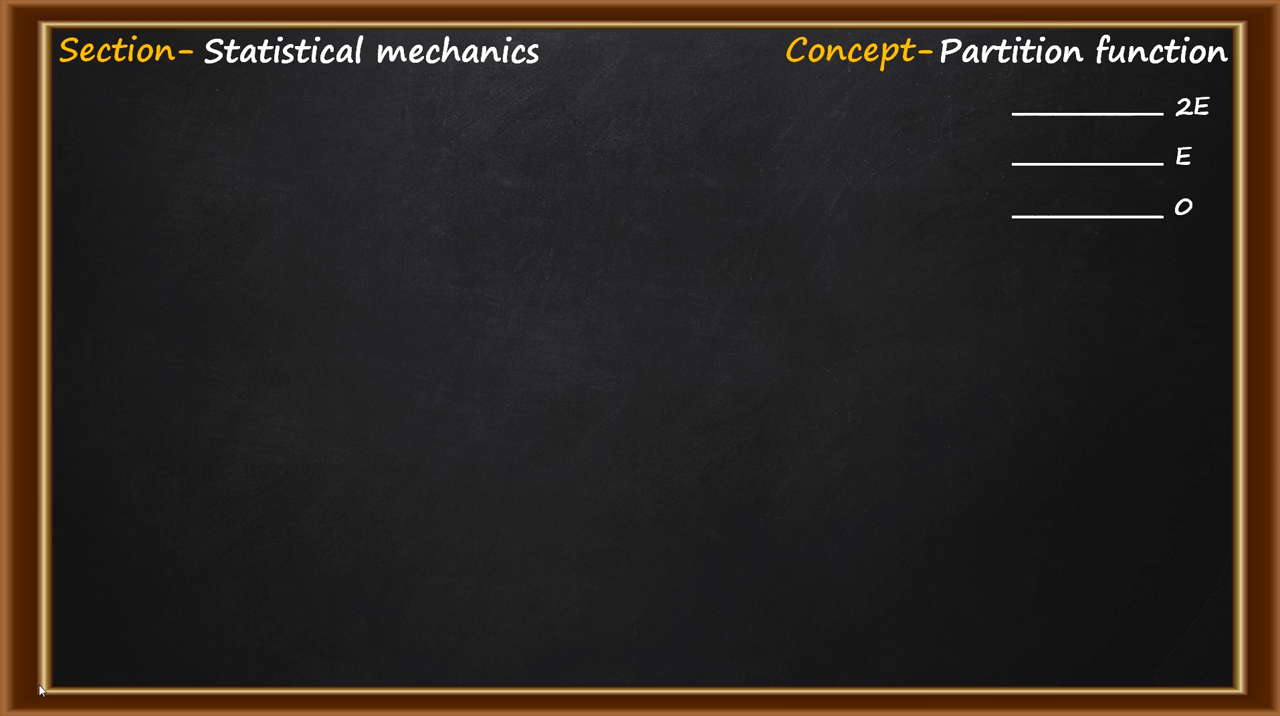 Section- Statistical mechanics
Concept- Partition function
2E
E
0